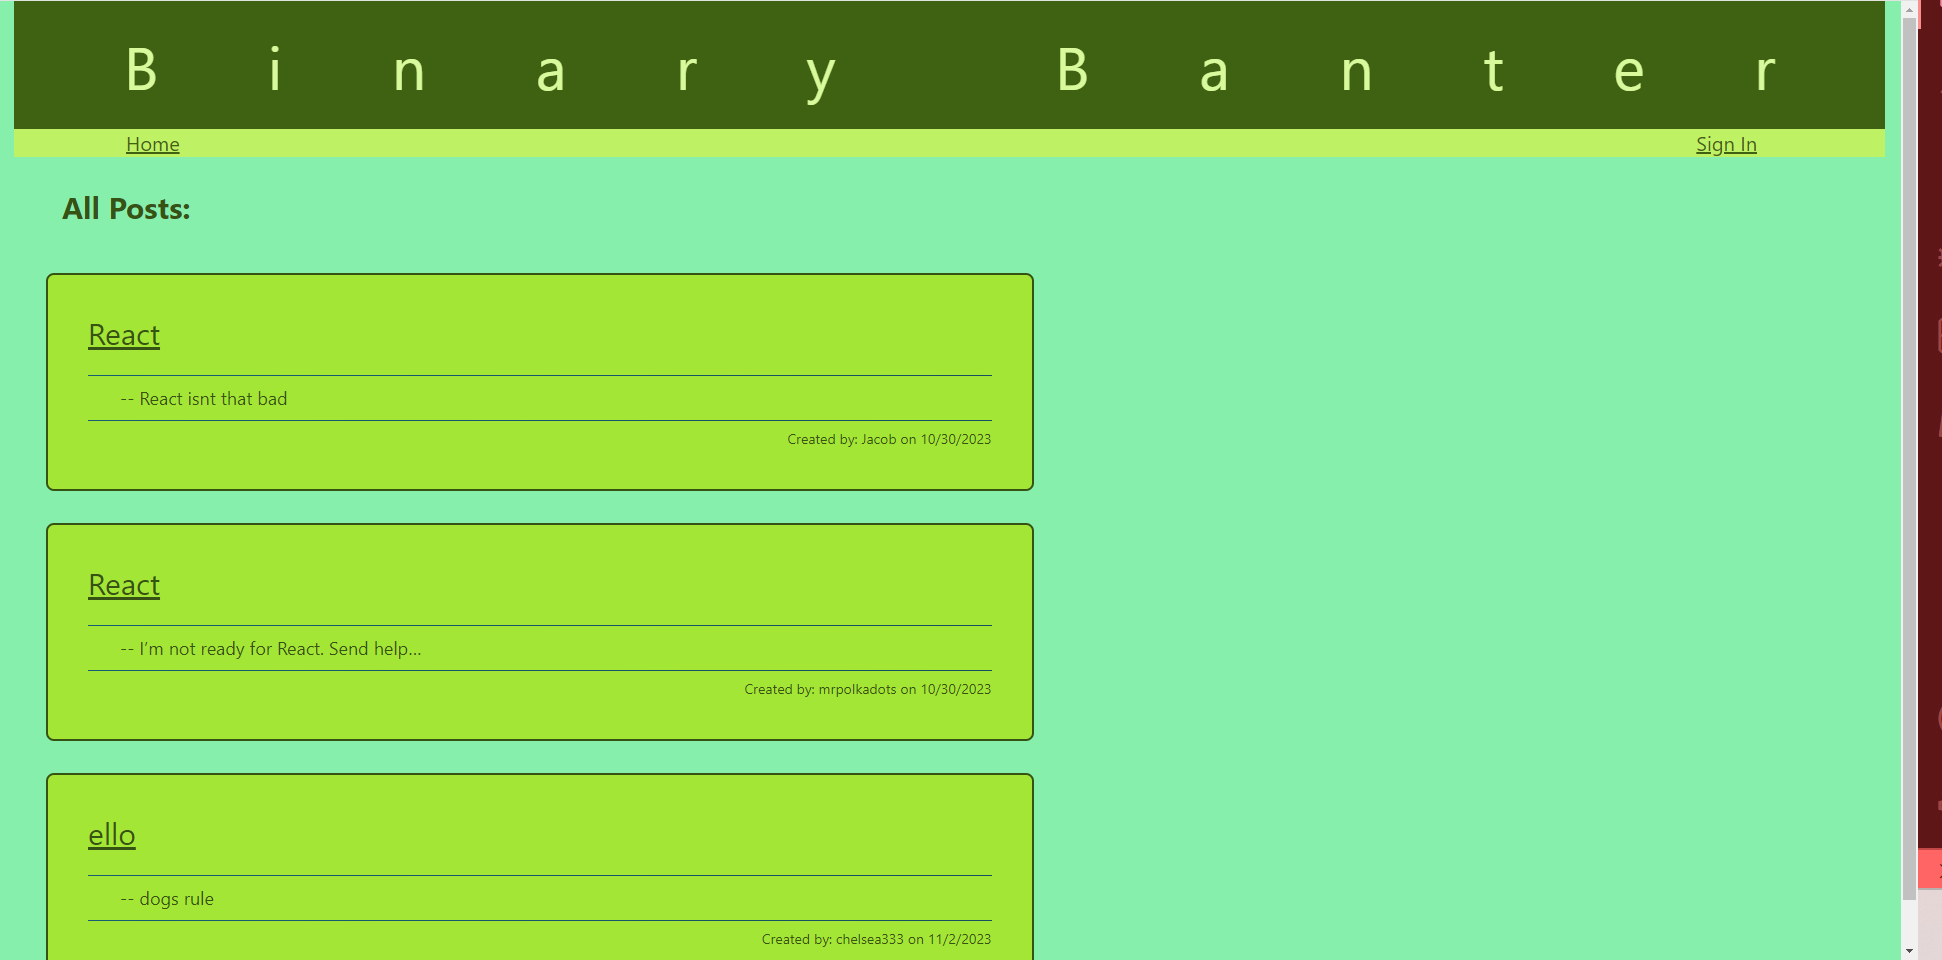 Binary Banter
Home Sign In
All Posts:
React
-- React isnt that bad
Created by: Jacob on 10/30/2023
React
-- I’m not ready for React. Send help...
Created by: mrpolkadots on 10/30/2023
ello
-- dogs rule
Created by: chelsea333 on 11/2/2023